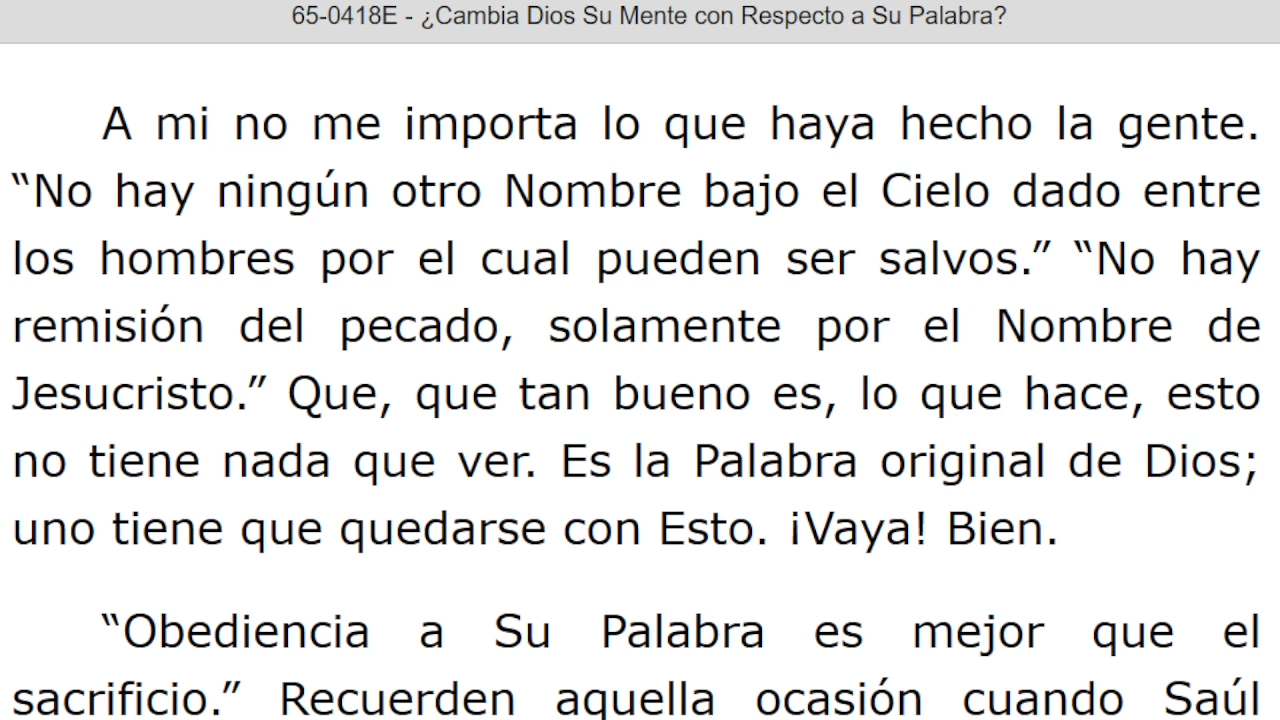 65-0418E - ¿Cambia Dios Su Mente con Respecto a Su Palabra?
A mi no me importa lo que haya hecho la gente.
“No hay ningún otro Nombre bajo el Cielo dado entre
los hombres por el cual pueden ser salvos.” “No hay
remisión del pecado, solamente por el Nombre de
Jesucristo.” Que, que tan bueno es, lo que hace, esto
no tiene nada que ver. Es la Palabra original de Dios;
uno tiene que quedarse con Esto. ¡Vaya! Bien.
“Obediencia a Su Palabra es mejor que el
sacrificio.” Recuerden aquella ocasión cuando Saúl